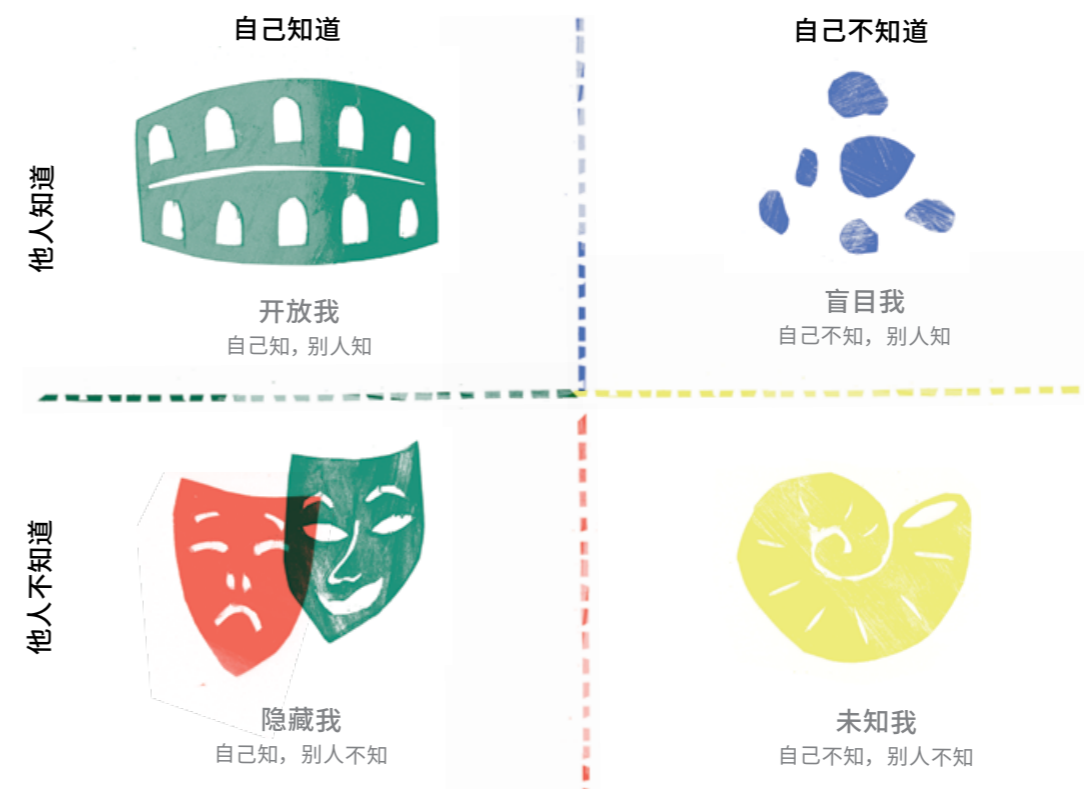 自己知道
自己不知道
他人知道
开放我
自己知，别人知
盲目我
自己不知，别人知
他人不知道
隐藏我
自己知，别人不知
未知我
自己不知，别人不知